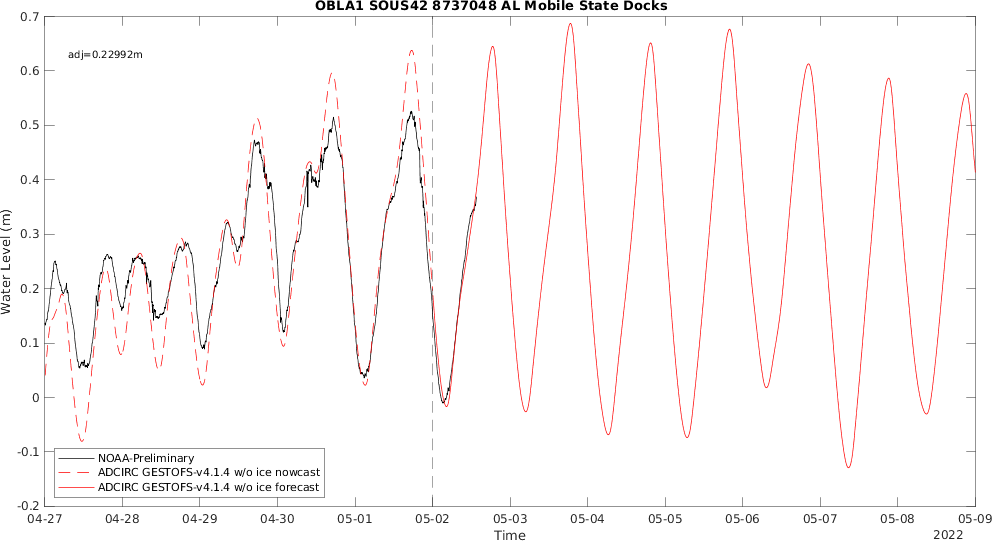 OBLA1 SOUS42 8737048 AL Mobile State Docks
adj=0.22992m
0.7
0.6
0.5
0.4
0.3
0.2
0.1
0
-0.1
-0.2
Water Level (m)
NOAA-Preliminary
ADCIRC GESTOFS-v4.1.4 w/o ice nowcast
ADCIRC GESTOFS-v4.1.4 w/o ice forecast
04-27 04-28 04-29 04-30 05-01 05-02 05-03 05-04 05-05 05-06 05-07 05-08 05-09
Time
2022